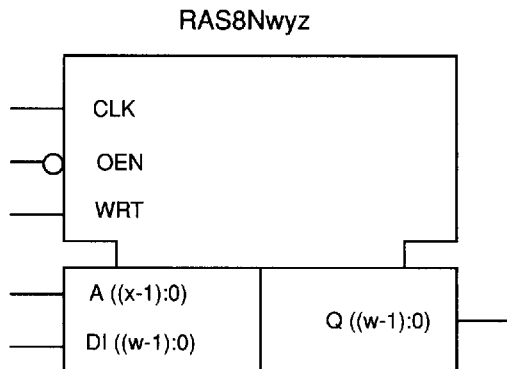 RAS8Nwyz
CLK
OEN
WRT
A ((x-1):0)
DI ((w-1):0)
Q ((w-1):0)